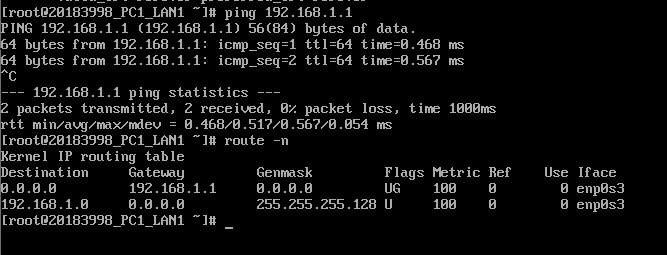 [root@20183998_PC1_LAN1 ~]# ping 192.168.1.1
PING 192.168.1.1 (192.168.1.1) 56(84) bytes of data.
64 bytes from 192.168.1.1: icmp_seq=1 ttl=64 time=0.468 ms
64 bytes from 192.168.1.1: icmp_seq=2 ttl=64 time=0.567 ms
^C
--- 192.168.1.1 ping statistics ---
2 packets transmitted, 2 received, 0% packet loss, time 1000ms
rtt min/avg/max/mdev = 0.468/0.517/0.567/0.054 ms
[root@20183998_PC1_LAN1 ~]# route -n
Kernel IP routing table
Destination     Gateway         Genmask         Flags Metric Ref    Use Iface
0.0.0.0         192.168.1.1     0.0.0.0         UG    100    0        0 enp0s3
192.168.1.0     0.0.0.0         255.255.255.128 U     100    0        0 enp0s3
[root@20183998_PC1_LAN1 ~]# _